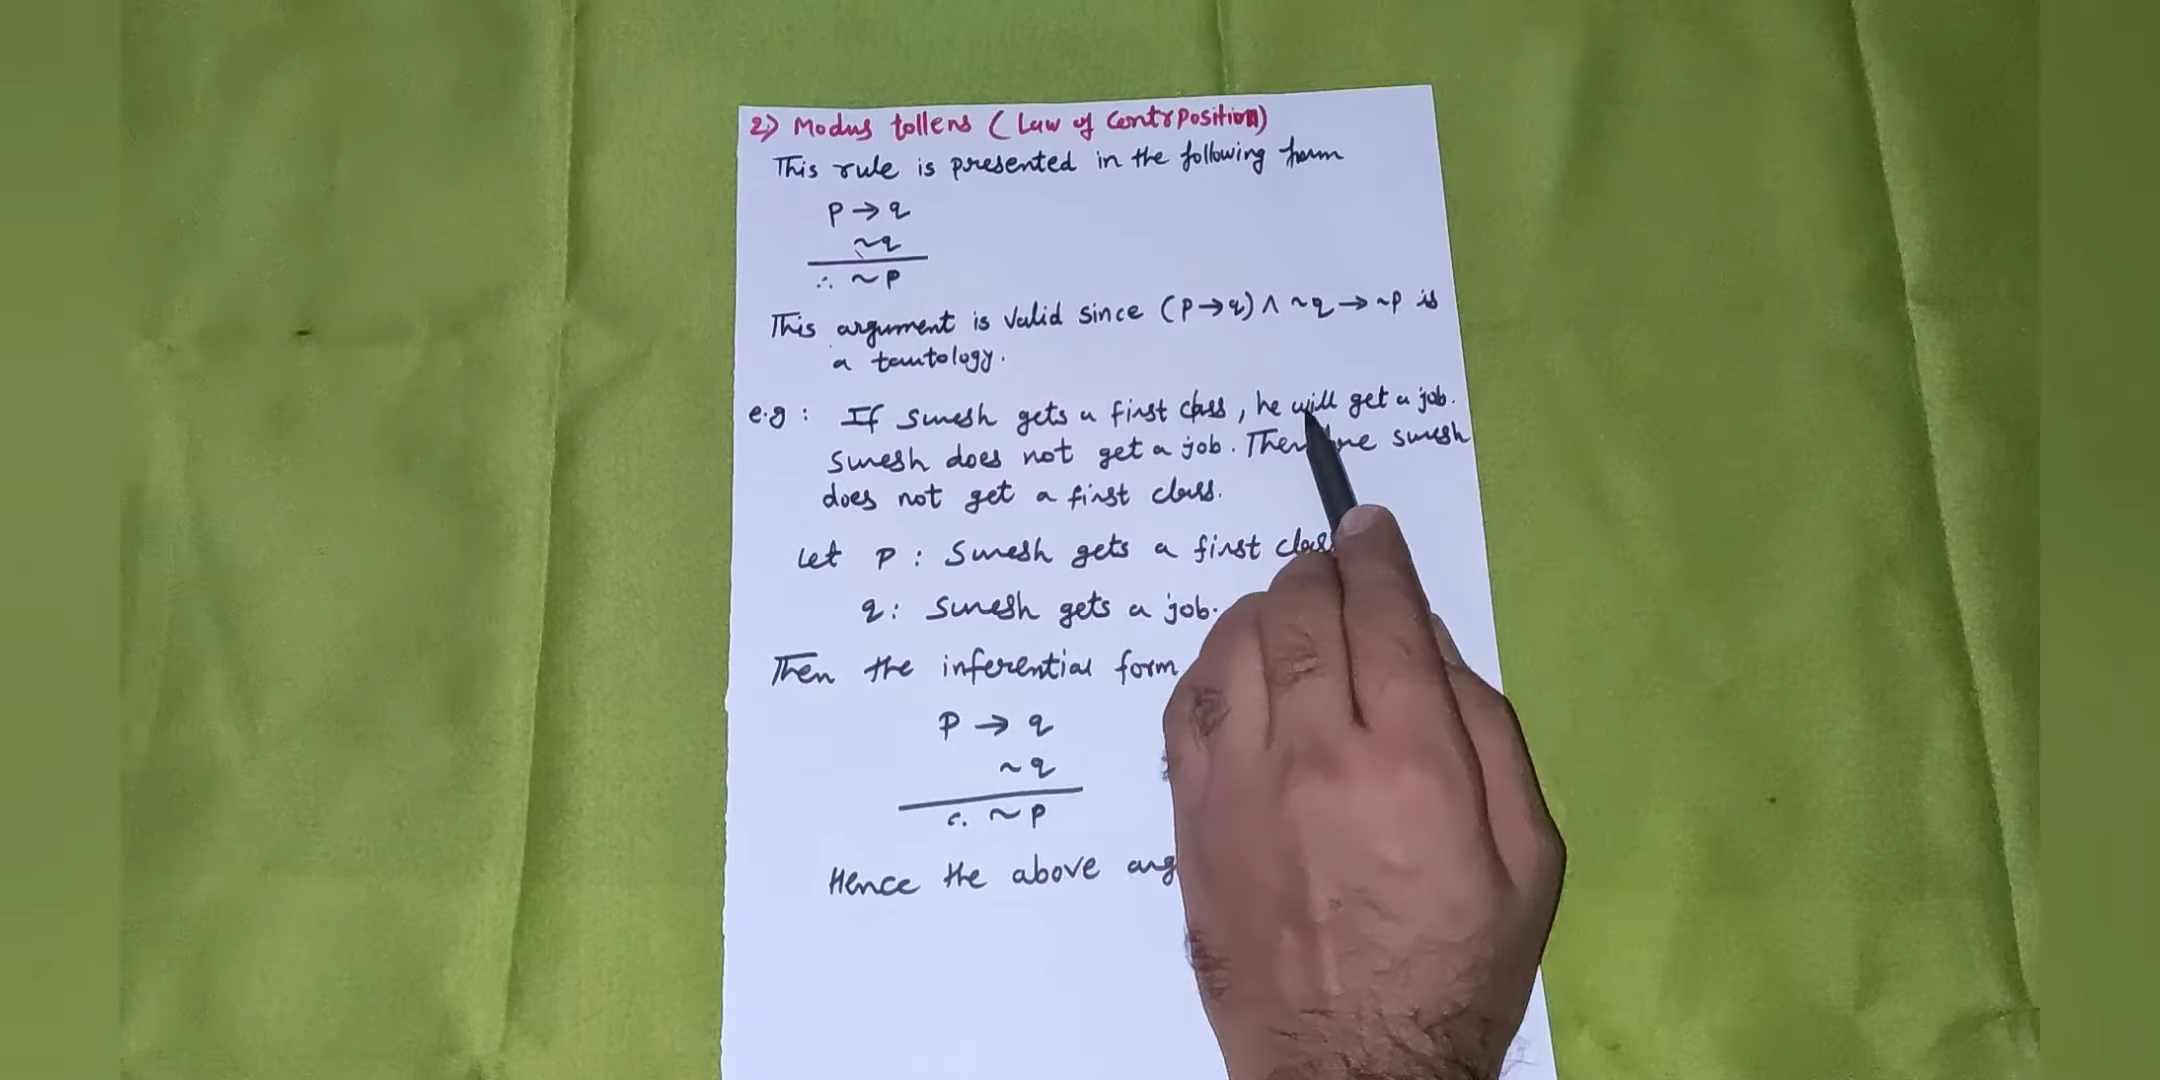 2) Modus tollens (Law of Contrposition)
This rule is presented in the following form
p → q
~q
∴ ~p
This argument is valid since (p → q) ∧ ~q → ~p is
a tautology.
e.g : If Suresh gets a first class, he will get a job.
Suresh does not get a job. Therefore Suresh
does not get a first class.
Let p : Suresh gets a first class
q : Suresh gets a job.
Then the inferential form
p → q
~q
∴ ~p
Hence the above